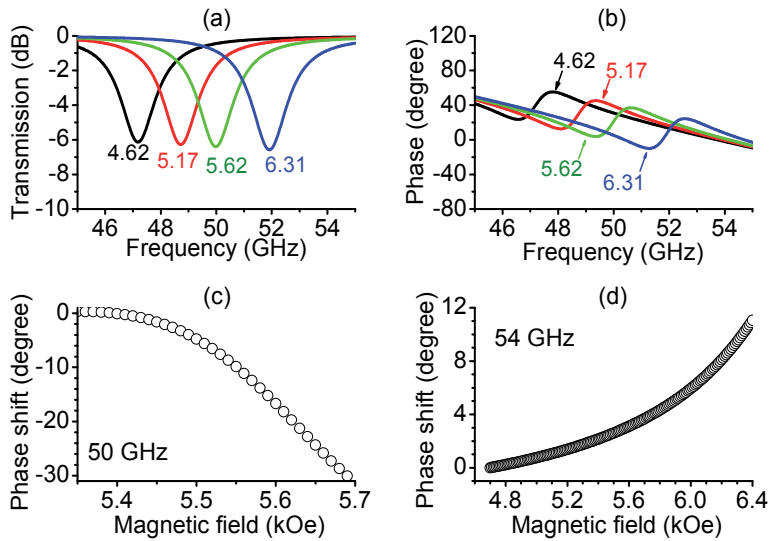 (a)
Transmission (dB)
0
-2
-4
-6
-8
-10
4.62
5.17
5.62
6.31
46 48 50 52 54
Frequency (GHz)
(b)
Phase (degree)
120
80
40
0
-40
-80
4.62
5.17
5.62
6.31
46 48 50 52 54
Frequency (GHz)
(c)
Phase shift (degree)
0
-10
-20
-30
50 GHz
5.4 5.5 5.6 5.7
Magnetic field (kOe)
(d)
Phase shift (degree)
12
8
4
0
54 GHz
4.8 5.2 5.6 6.0 6.4
Magnetic field (kOe)